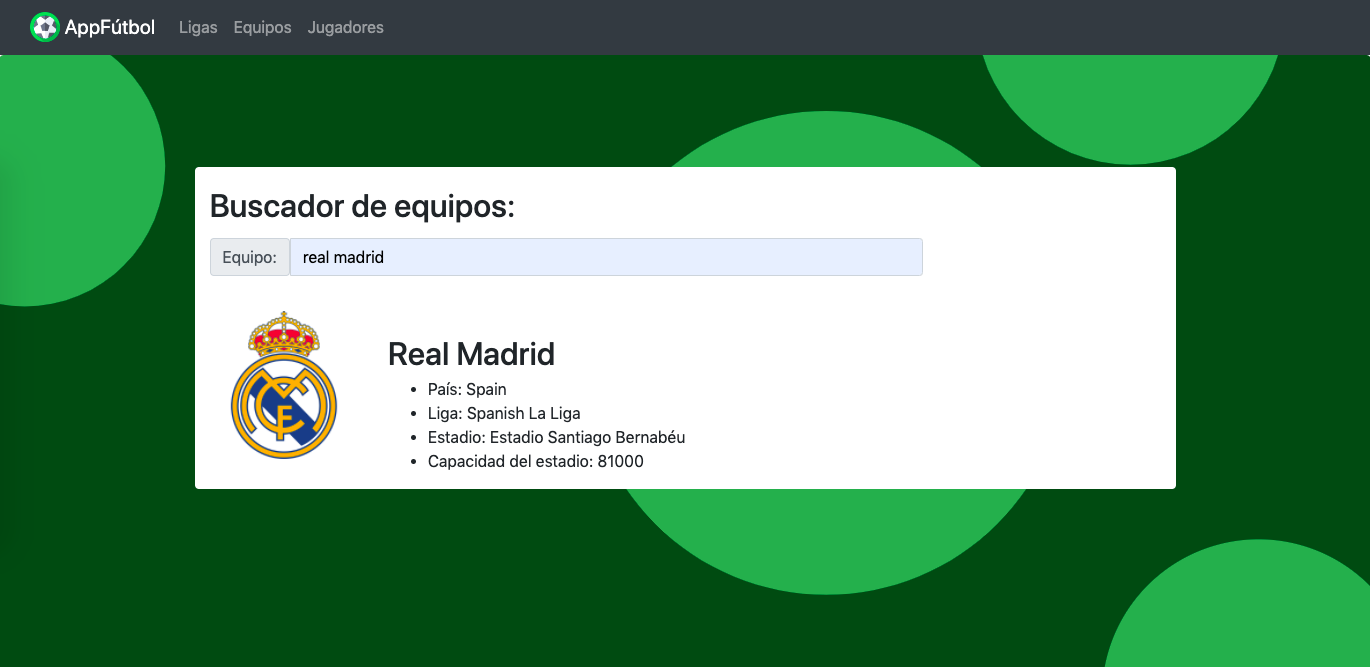 AppFútbol Ligas Equipos Jugadores
Buscador de equipos:
Equipo: real madrid
Real Madrid
• País: Spain
• Liga: Spanish La Liga
• Estadio: Estadio Santiago Bernabéu
• Capacidad del estadio: 81000